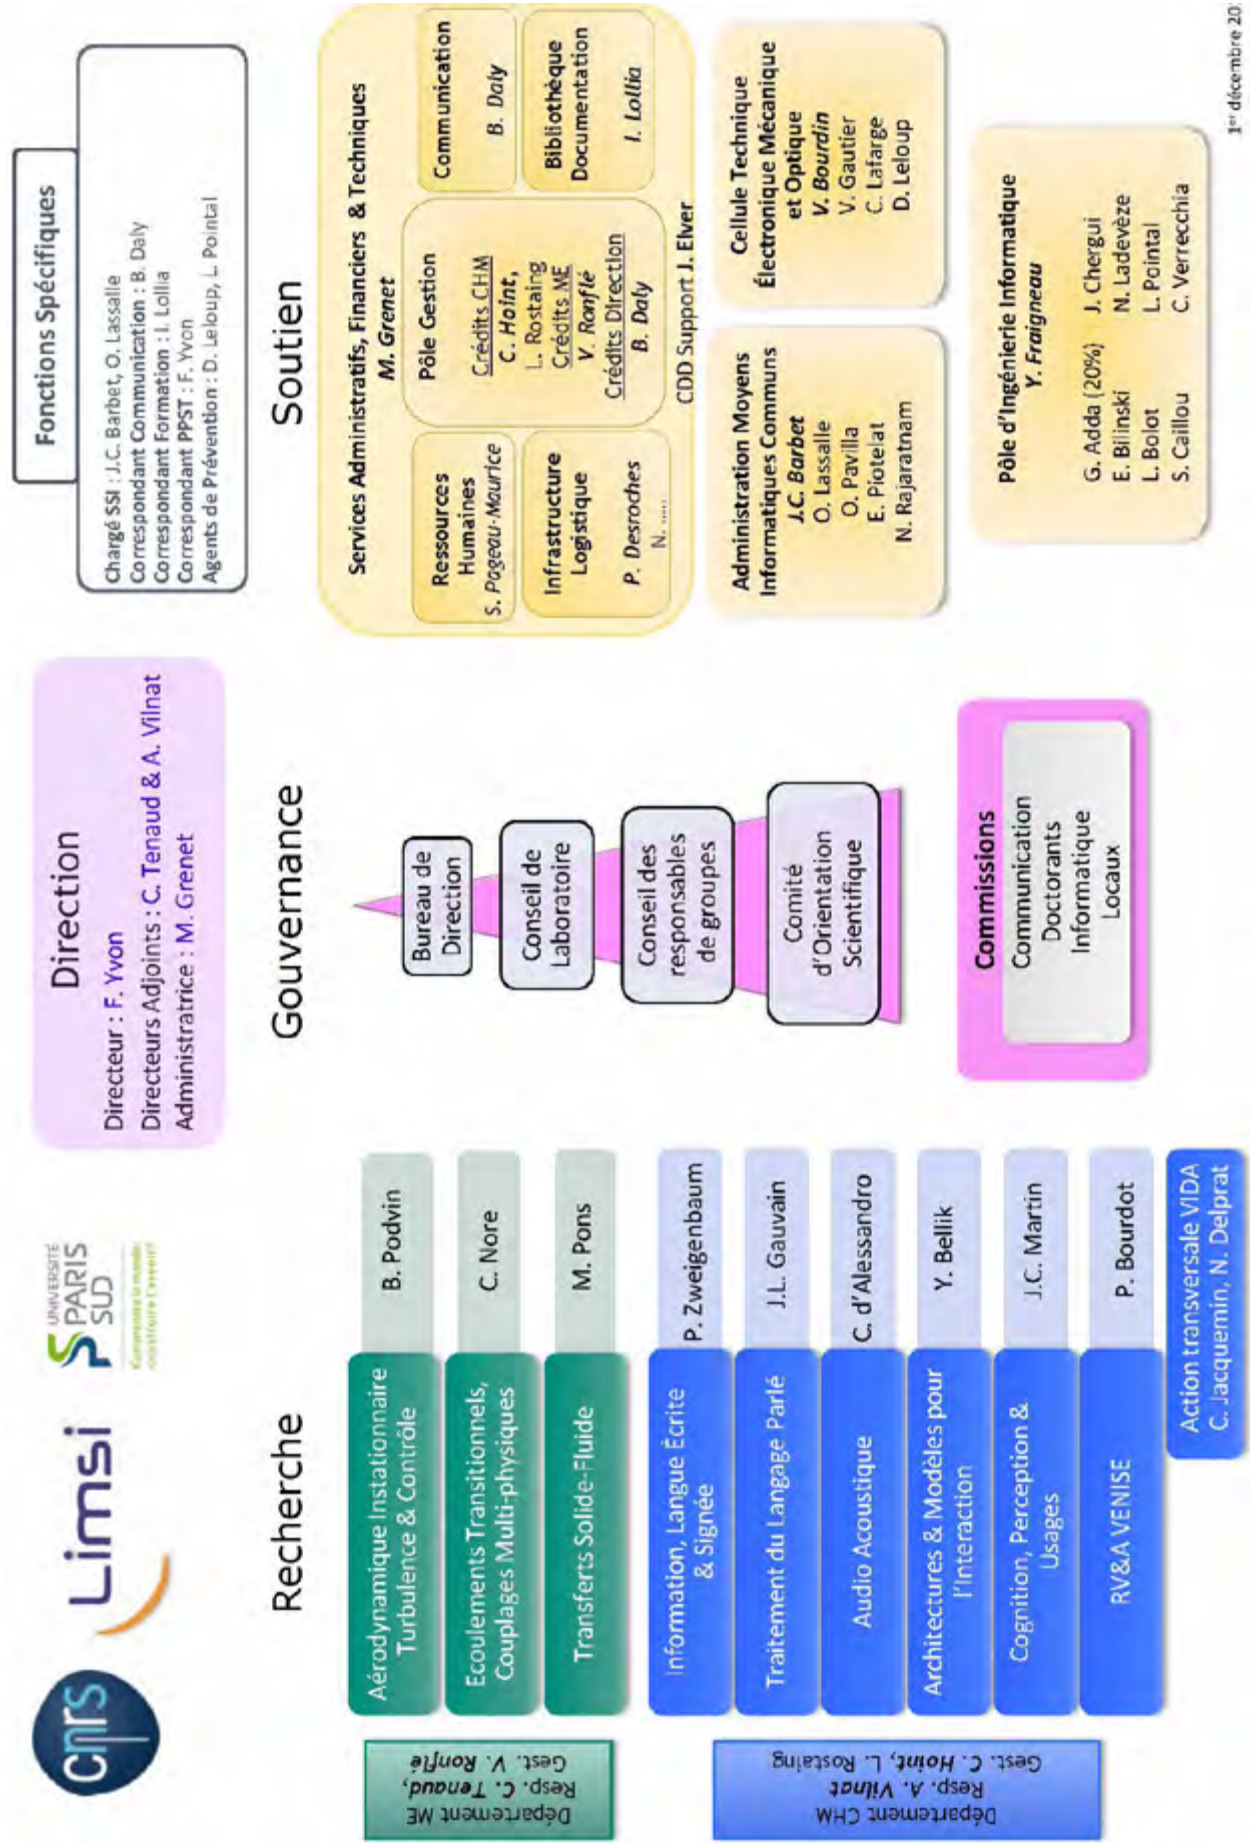 cnrs
Limsi
UNIVERSITÉ
PARIS
SUD
Comprendre le monde,
construire l'avenir
Direction
Directeur : F. Yvon
Directeurs Adjoints : C. Tenaud & A. Vilnat
Administratrice : M. Grenet
Fonctions Spécifiques
Chargé SSI : J.C. Barbet, O. Lassalle
Correspondant Communication : B. Daly
Correspondant Formation : I. Lollia
Correspondant PPST : F. Yvon
Agents de Prévention : D. Leloup, L. Pointal
Recherche
Département ME
Resp. C. Tenaud,
Gest. V. Ronflé
Aérodynamique Instationnaire
Turbulence & Contrôle
B. Podvin
Ecoulements Transitionnels,
Couplages Multi-physiques
C. Nore
Transferts Solide-Fluide
M. Pons
Département CHM
Resp. A. Vilnat
Gest. C. Hoint, L. Rostaing
Information, Langue Écrite
& Signée
P. Zweigenbaum
Traitement du Langage Parlé
J.L. Gauvain
Audio Acoustique
C. d'Alessandro
Architectures & Modèles pour
l'Interaction
Y. Bellik
Cognition, Perception &
Usages
J.C. Martin
RV&A VENISE
P. Bourdot
Action transversale VIDA
C. Jacquemin, N. Delprat
Gouvernance
Bureau de
Direction
Conseil de
Laboratoire
Conseil des
responsables
de groupes
Comité
d'Orientation
Scientifique
Commissions
Communication
Doctorants
Informatique
Locaux
Soutien
Services Administratifs, Financiers & Techniques
M. Grenet
Ressources
Humaines
S. Pageau-Maurice
Infrastructure
Logistique
P. Desroches
N. .....
Pôle Gestion
Crédits CHM
C. Hoint,
L. Rostaing
Crédits ME
V. Ronflé
Crédits Direction
B. Daly
Communication
B. Daly
Bibliothèque
Documentation
I. Lollia
CDD Support J. Elver
Administration Moyens
Informatiques Communs
J.C. Barbet
O. Lassalle
O. Pavilla
E. Piotelat
N. Rajaratnam
Cellule Technique
Électronique Mécanique
et Optique
V. Bourdin
V. Gautier
C. Lafarge
D. Leloup
Pôle d'Ingénierie Informatique
Y. Fraigneau
G. Adda (20%) J. Chergui
E. Bilinski N. Ladevèze
L. Bolot L. Pointal
S. Caillou C. Verrecchia
1er décembre 20